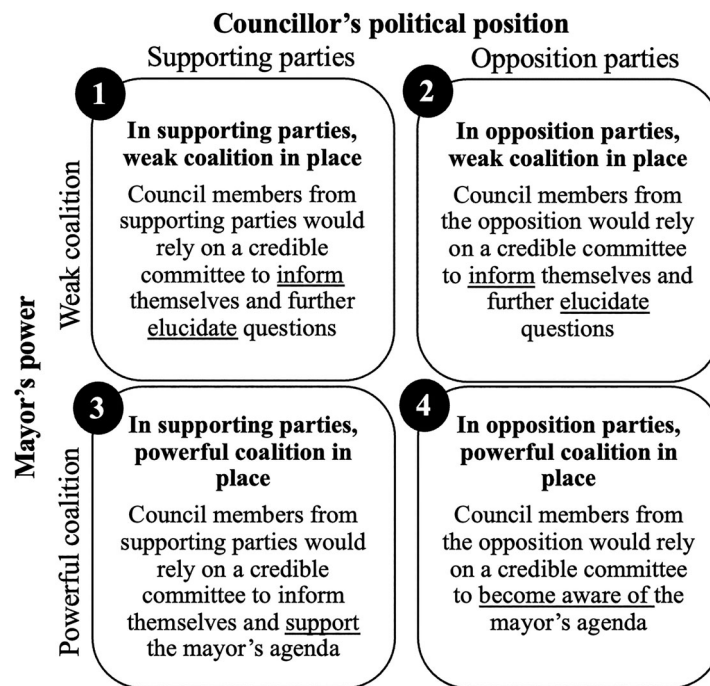 Councillor's political position
Supporting parties
Opposition parties
Mayor's power
Weak coalition
1
In supporting parties,
weak coalition in place
Council members from
supporting parties would
rely on a credible
committee to inform
themselves and further
elucidate questions
2
In opposition parties,
weak coalition in place
Council members from
the opposition would rely
on a credible committee
to inform themselves and
further elucidate
questions
Powerful coalition
3
In supporting parties,
powerful coalition in
place
Council members from
supporting parties would
rely on a credible
committee to inform
themselves and support
the mayor's agenda
4
In opposition parties,
powerful coalition in
place
Council members from
the opposition would rely
on a credible committee
to become aware of the
mayor's agenda